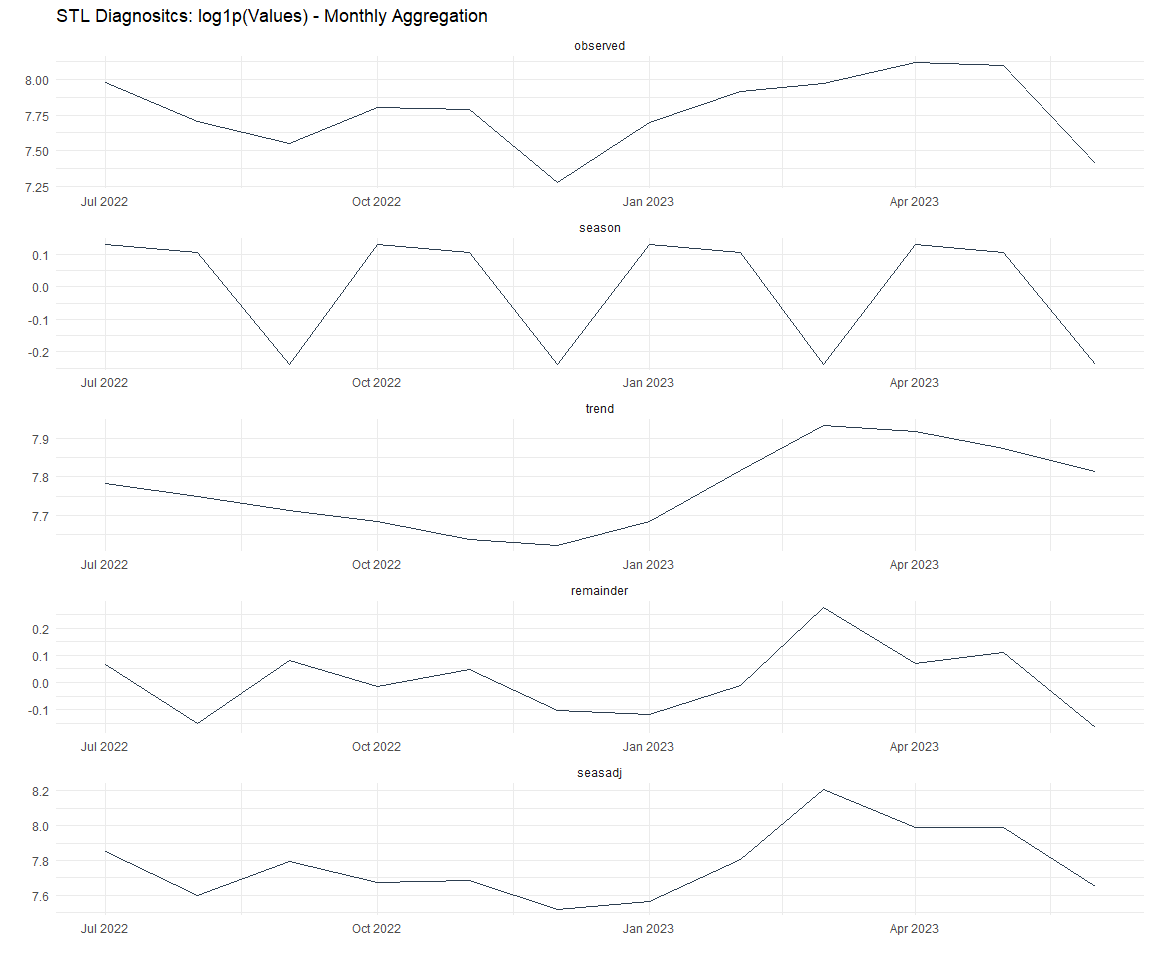 STL Diagnositcs: log1p(Values) - Monthly Aggregation
observed
8.00
7.75
7.50
7.25
Jul 2022 Oct 2022 Jan 2023 Apr 2023
season
0.1
0.0
-0.1
-0.2
Jul 2022 Oct 2022 Jan 2023 Apr 2023
trend
7.9
7.8
7.7
Jul 2022 Oct 2022 Jan 2023 Apr 2023
remainder
0.2
0.1
0.0
-0.1
Jul 2022 Oct 2022 Jan 2023 Apr 2023
seasadj
8.2
8.0
7.8
7.6
Jul 2022 Oct 2022 Jan 2023 Apr 2023